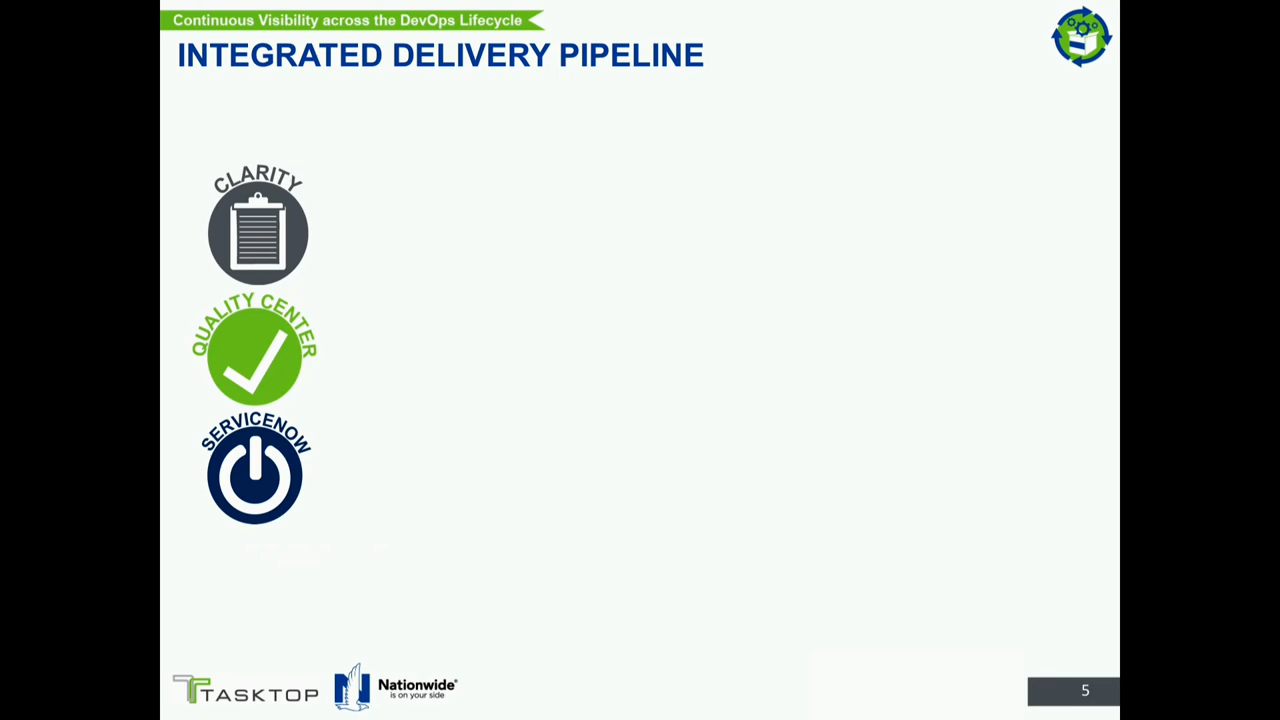 Continuous Visibility across the DevOps Lifecycle
INTEGRATED DELIVERY PIPELINE
CLARITY
QUALITY CENTER
SERVICENOW
TASKTOP
Nationwide®
is on your side
5